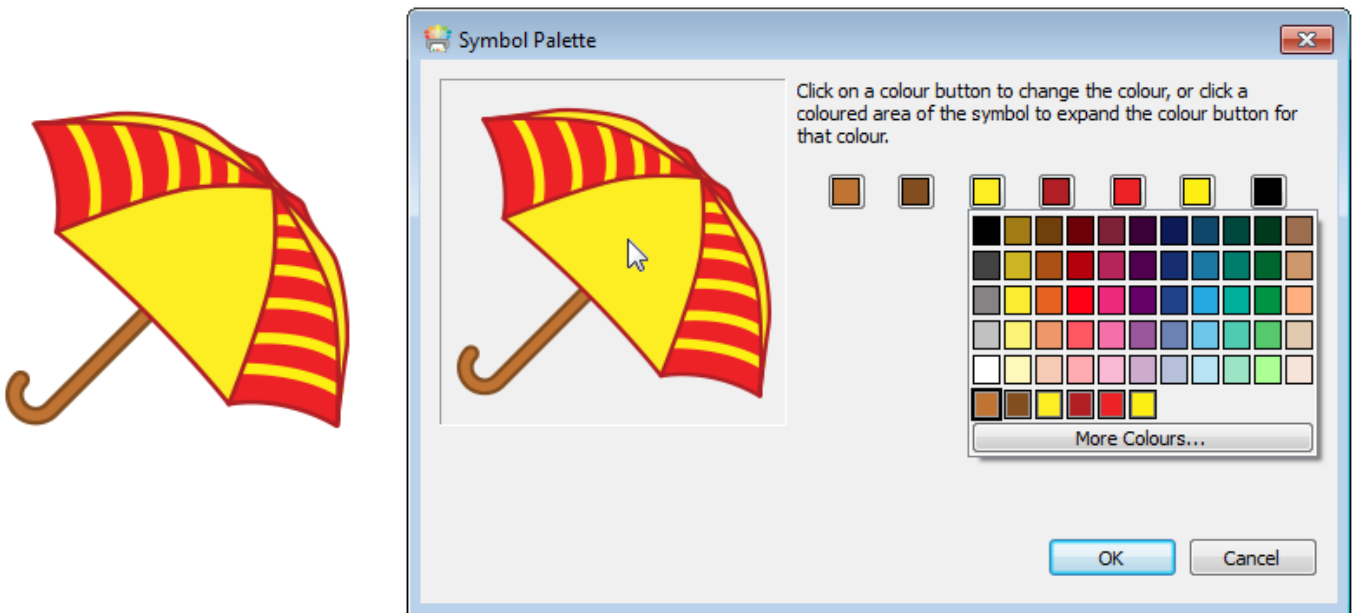 Symbol Palette
Click on a colour button to change the colour, or click a
coloured area of the symbol to expand the colour button for
that colour.
More Colours...
OK
Cancel